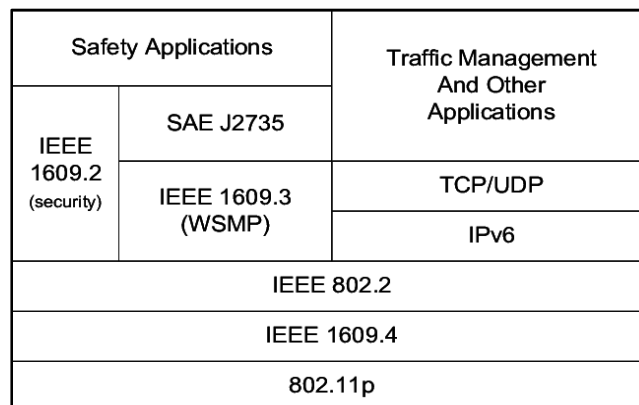 Safety Applications
Traffic Management
And Other
Applications
IEEE
1609.2
(security)
SAE J2735
IEEE 1609.3
(WSMP)
TCP/UDP
IPv6
IEEE 802.2
IEEE 1609.4
802.11p